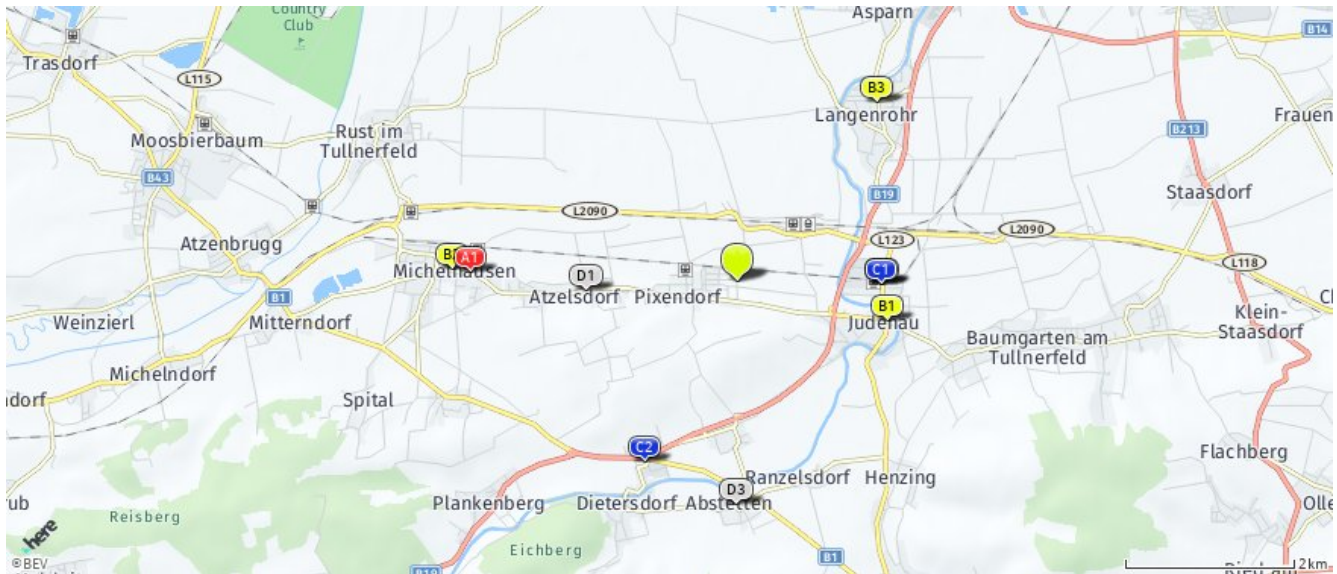 Country
Club
Asparn
B14
Trasdorf
L115
B3
Langenrohr
Moosbierbaum
Rust im
Tullnerfeld
B213
B43
B19
Staasdorf
L2090
Atzenbrugg
L123
L2090
A1
Michelhausen
D1
C1
L118
B1
Atzelsdorf
Pixendorf
B1
Weinzierl
Mitterndorf
Judenau
Klein-
Staasdorf
Baumgarten am
Tullnerfeld
Michelndorf
Spital
C2
Flachberg
Ranzelsdorf
Henzing
D3
Plankenberg
Dietersdorf
Abstetten
Reisberg
here
Eichberg
B1
©BEV
B19
2km